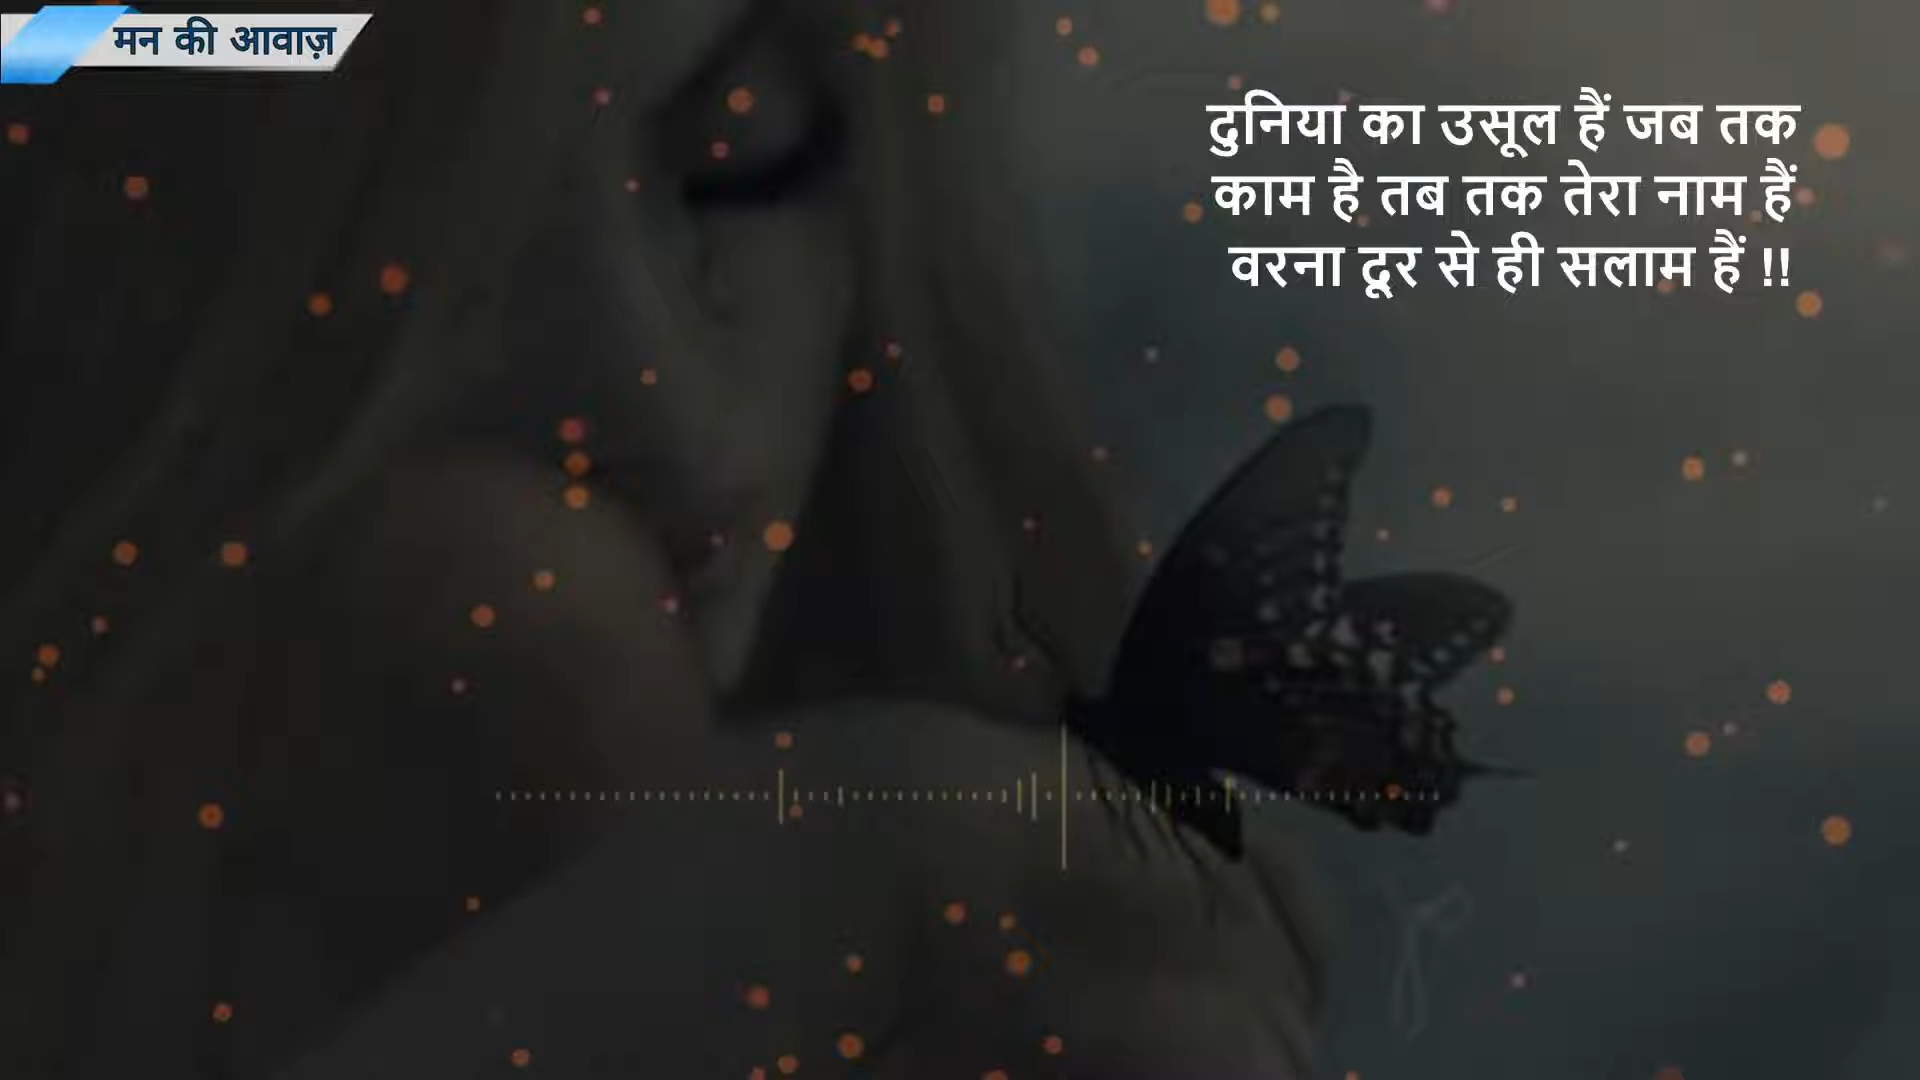 मन की आवाज़
दुनिया का उसूल हैं जब तक
काम है तब तक तेरा नाम हैं
वरना दूर से ही सलाम हैं !!